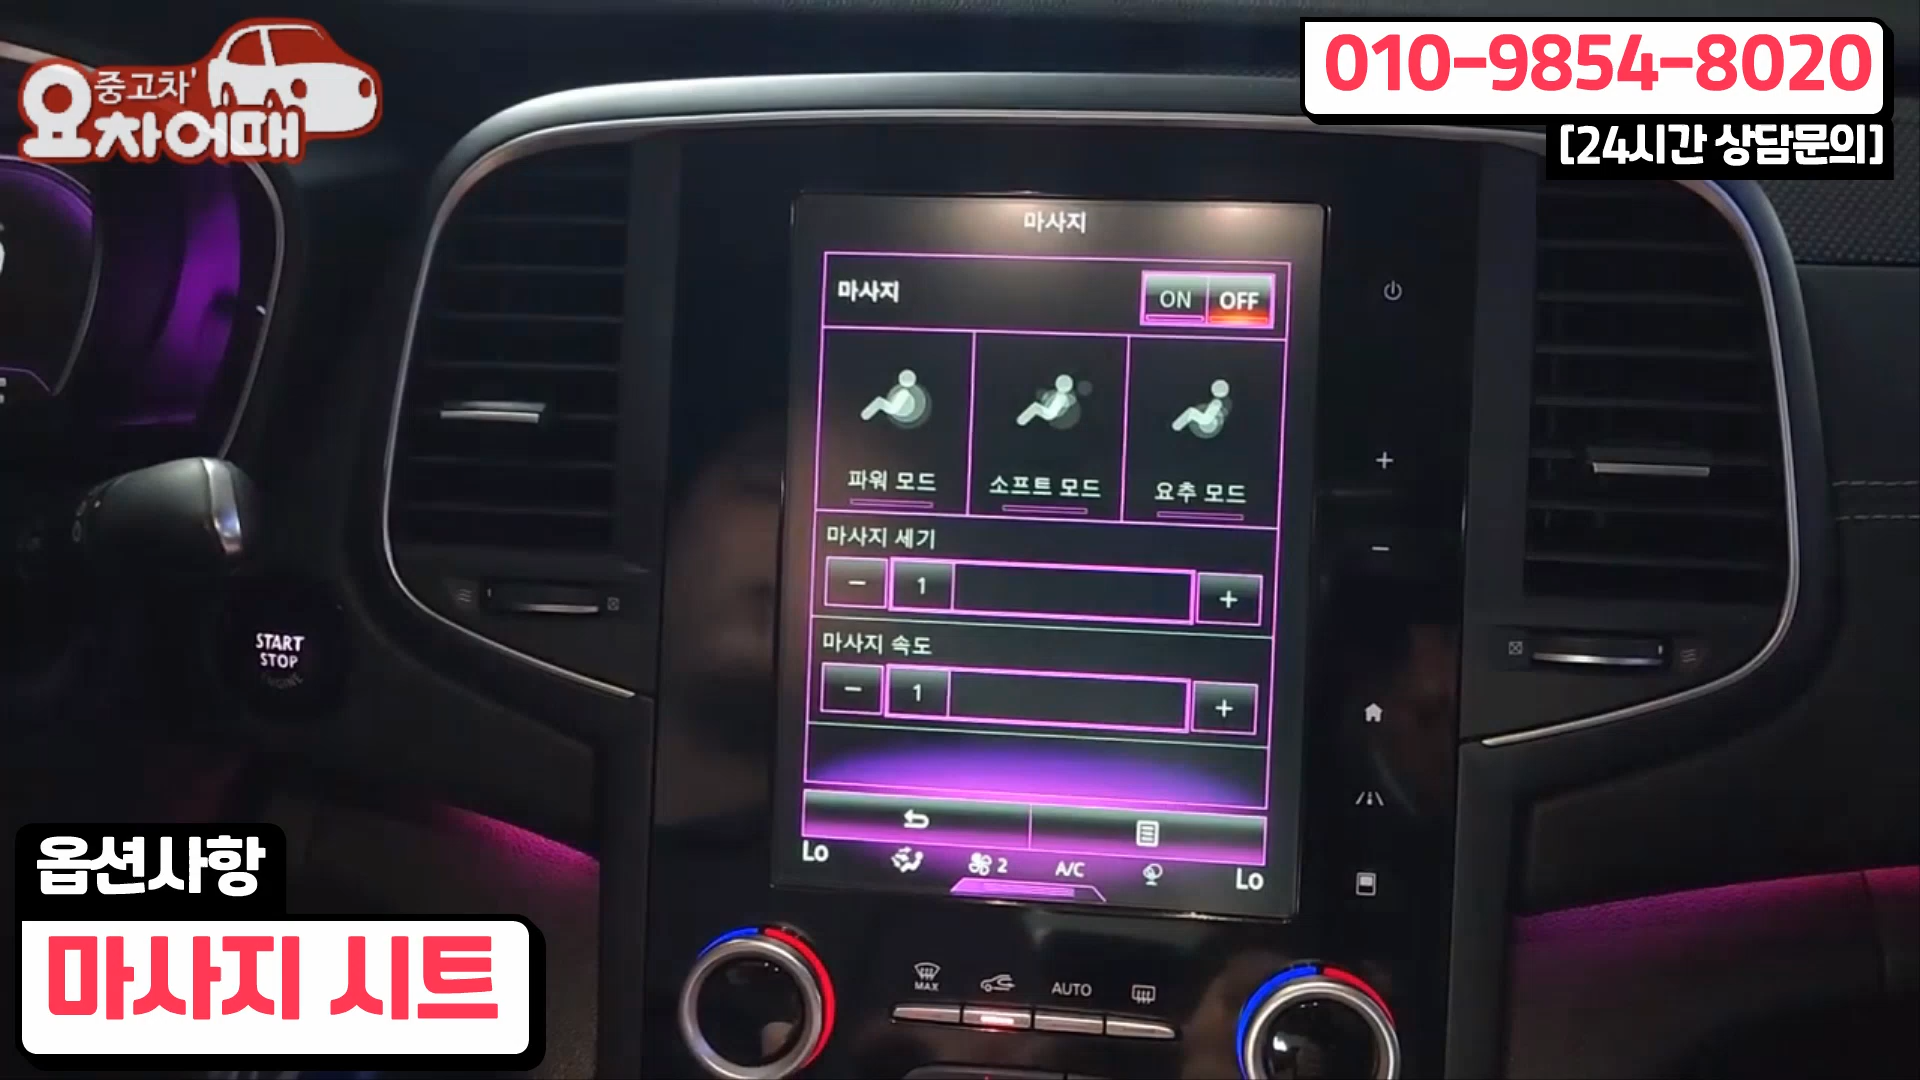 중고차'
요차어때
010-9854-8020
[24시간 상담문의]
마사지
마사지
ON OFF
파워 모드
소프트 모드
요추 모드
마사지 세기
− 1 +
마사지 속도
− 1 +
Lo 2 A/C Lo
START
STOP
ENGINE
MAX
AUTO
옵션사항
마사지 시트